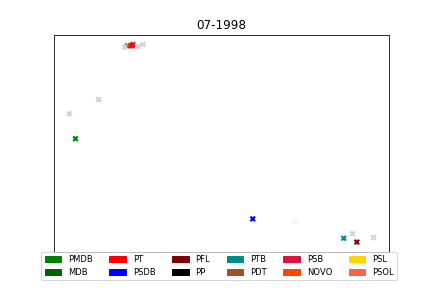 07-1998
PMDB PT PFL PTB PSB PSL
MDB PSDB PP PDT NOVO PSOL